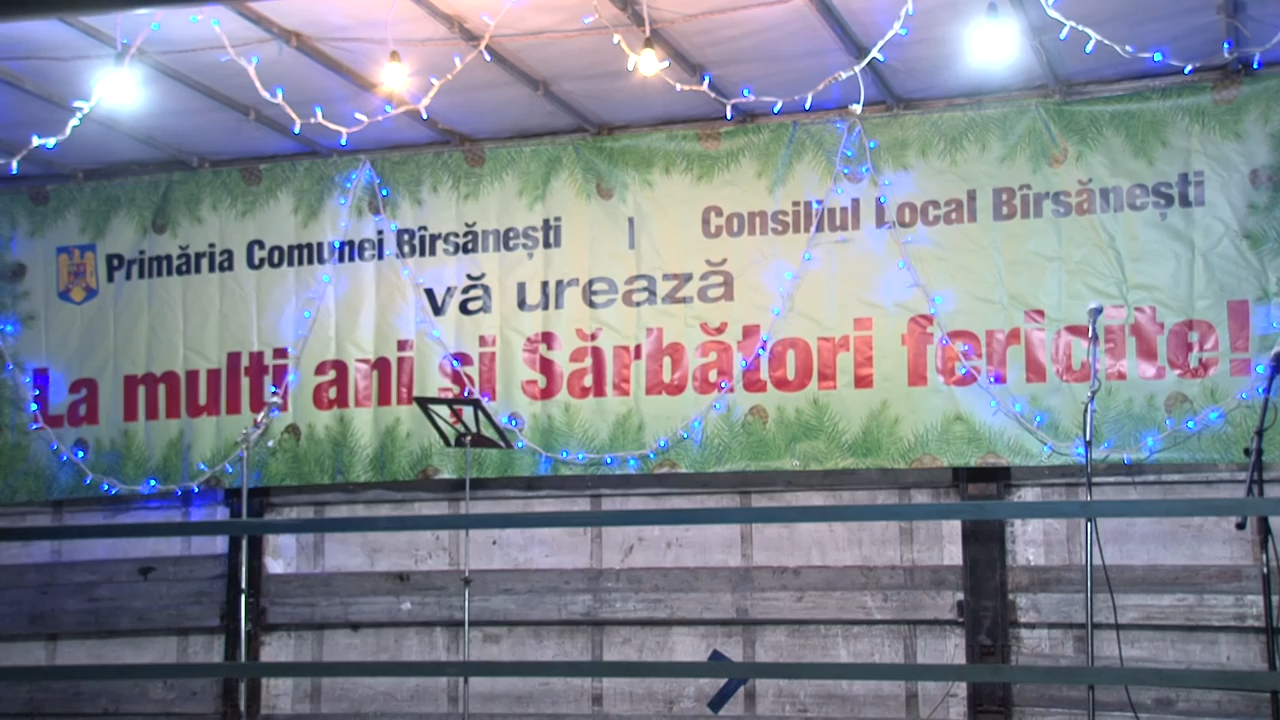 Primăria Comunei Bîrsănești | Consiliul Local Bîrsănești
vă urează
La mulți ani și Sărbători fericite!